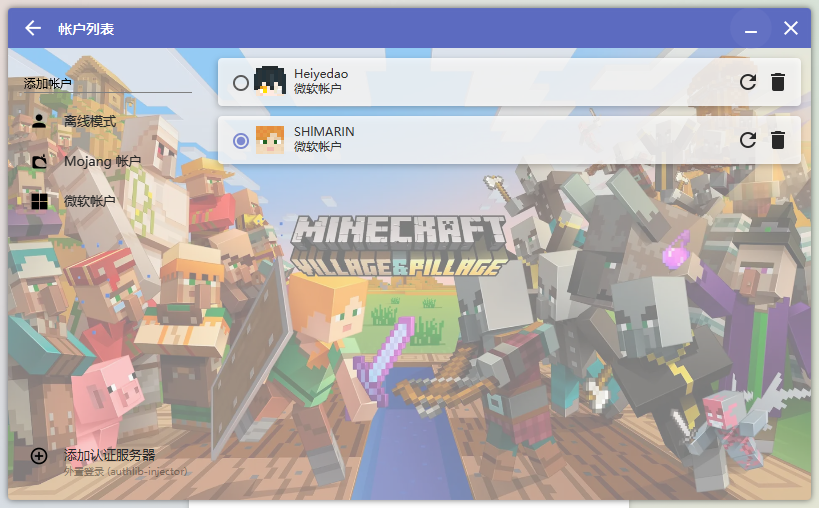 帐户列表
添加帐户
离线模式
Mojang 帐户
微软帐户
添加认证服务器
外置登录 (authlib-injector)
Heiyedao
微软帐户
SHlMARIN
微软帐户
MINECRAFT
VILLAGE&PILLAGE